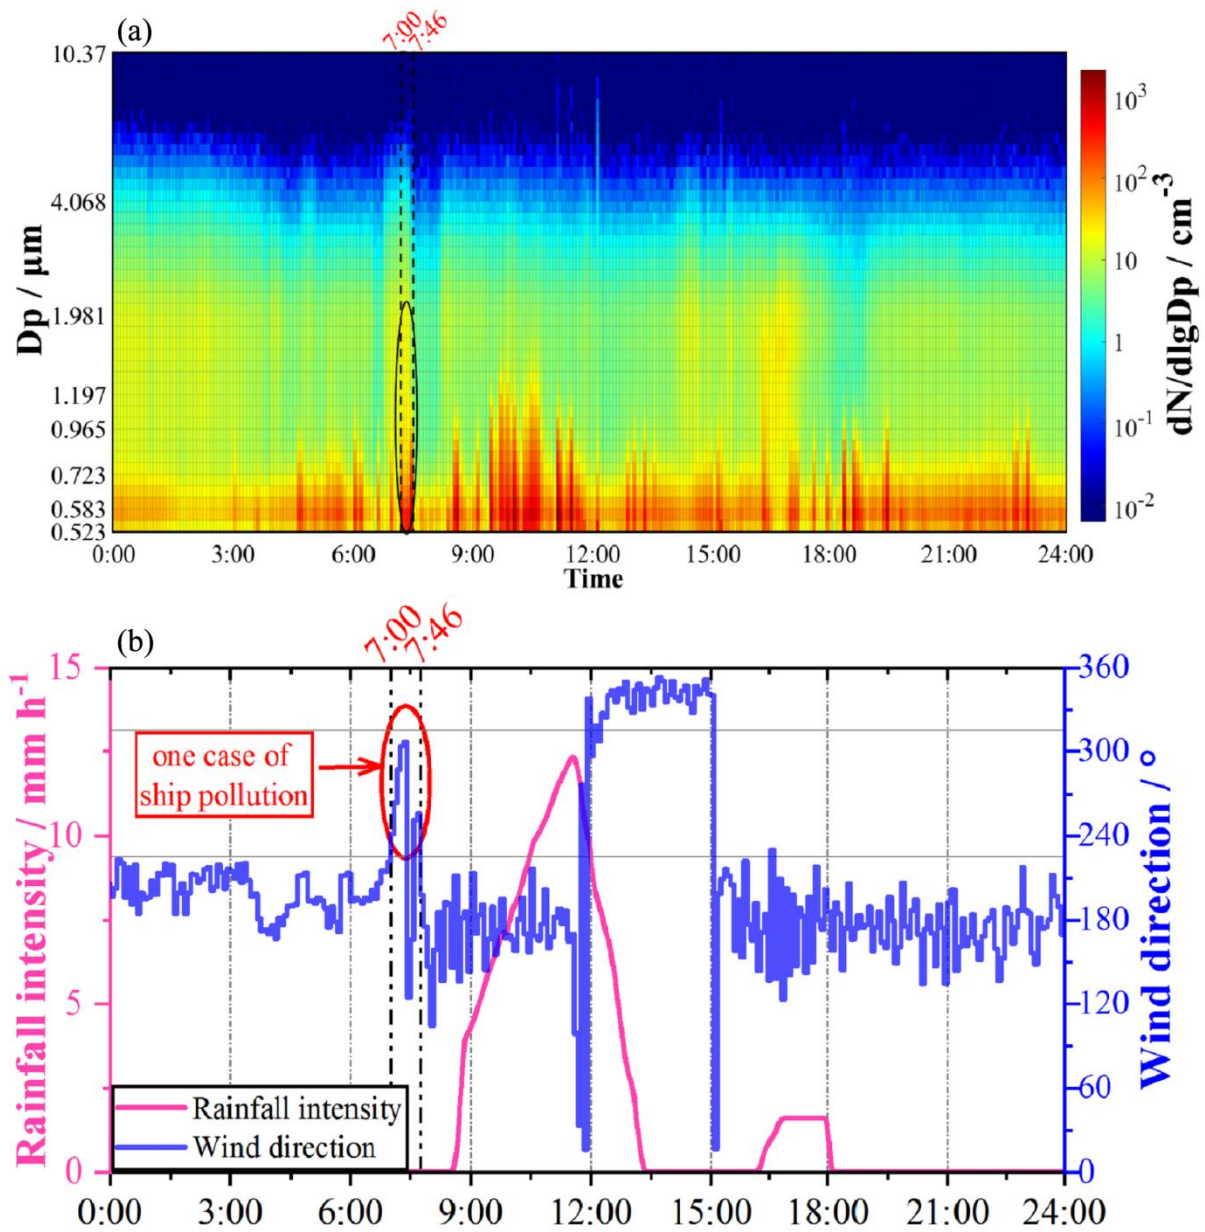 (a)
7:00
7:46
10.37
4.068
1.981
1.197
0.965
0.723
0.583
0.523
Dp / μm
0:00 3:00 6:00 9:00 12:00 15:00 18:00 21:00 24:00
Time
10³
10²
10
1
10⁻¹
10⁻²
dN/dlgDp / cm⁻³
(b)
7:00
7:46
15
10
5
0
Rainfall intensity / mm h⁻¹
one case of
ship pollution
Rainfall intensity
Wind direction
360
300
240
180
120
60
0
Wind direction / °
0:00 3:00 6:00 9:00 12:00 15:00 18:00 21:00 24:00